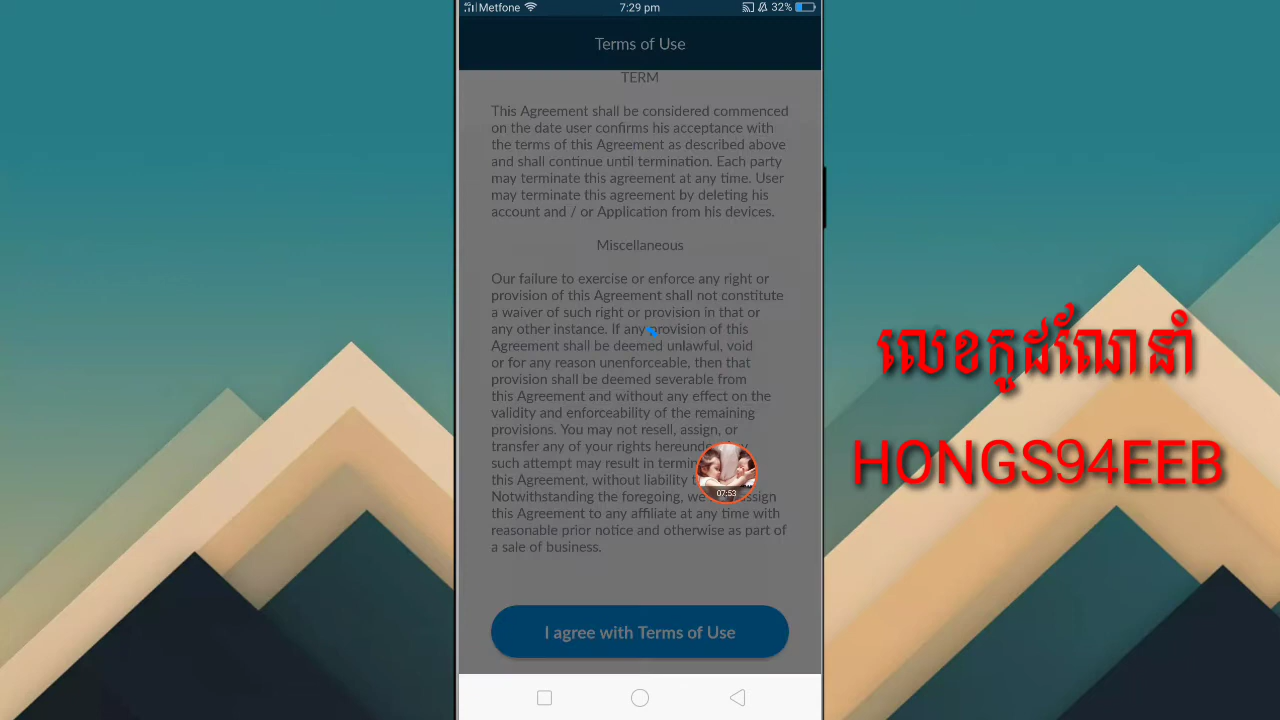 Metfone 7:29 pm 32%
Terms of Use
TERM
This Agreement shall be considered commenced
on the date user confirms his acceptance with
the terms of this Agreement as described above
and shall continue until termination. Each party
may terminate this agreement at any time. User
may terminate this agreement by deleting his
account and / or Application from his devices.
Miscellaneous
Our failure to exercise or enforce any right or
provision of this Agreement shall not constitute
a waiver of such right or provision in that or
any other instance. If any provision of this
Agreement shall be deemed unlawful, void
or for any reason unenforceable, then that
provision shall be deemed severable from
this Agreement and without any effect on the
validity and enforceability of the remaining
provisions. You may not resell, assign, or
transfer any of your rights hereunder.
such attempt may result in
this Agreement, without liability
Notwithstanding the foregoing, we
this Agreement to any affiliate at any time with
reasonable prior notice and otherwise as part of
a sale of business.
07:53
I agree with Terms of Use
លេខកូដណែនាំ
HONGS94EEB